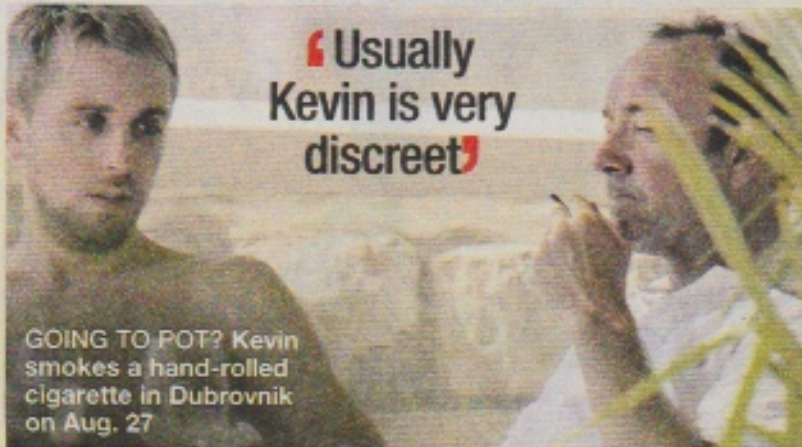 ‘Usually
Kevin is very
discreet’
GOING TO POT? Kevin
smokes a hand-rolled
cigarette in Dubrovnik
on Aug. 27